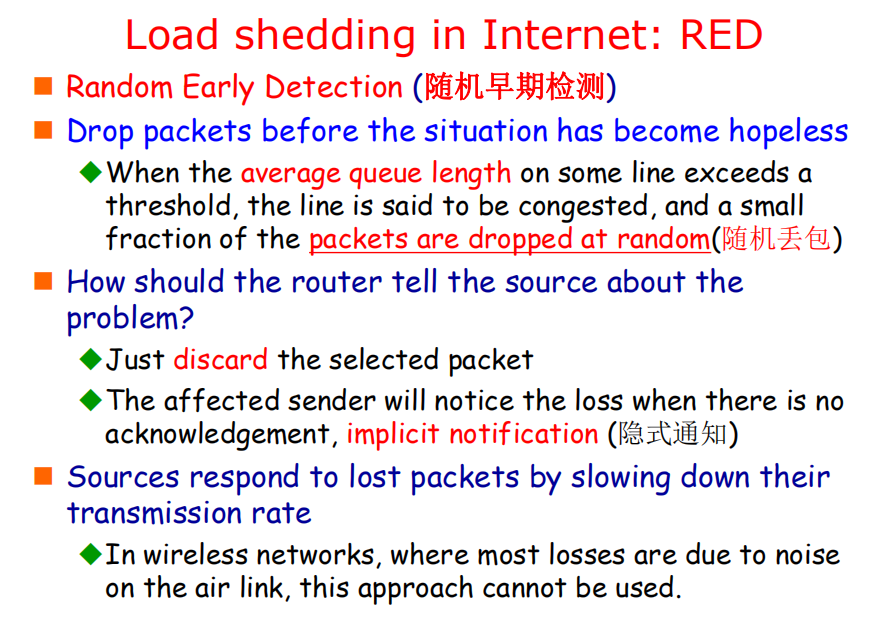 Load shedding in Internet: RED
Random Early Detection (随机早期检测)
Drop packets before the situation has become hopeless
When the average queue length on some line exceeds a
threshold, the line is said to be congested, and a small
fraction of the packets are dropped at random(随机丢包)
How should the router tell the source about the
problem?
Just discard the selected packet
The affected sender will notice the loss when there is no
acknowledgement, implicit notification (隐式通知)
Sources respond to lost packets by slowing down their
transmission rate
In wireless networks, where most losses are due to noise
on the air link, this approach cannot be used.